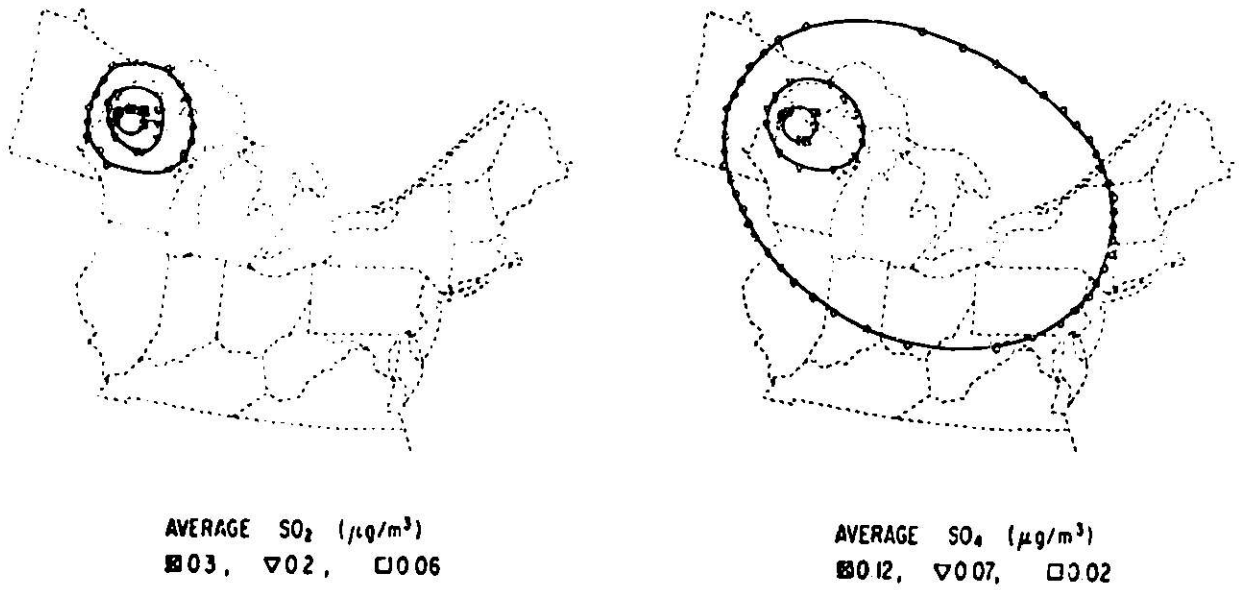 AVERAGE SO₂ (μg/m³)
⊠ 0.3, ▽ 0.2, □ 0.06
AVERAGE SO₄ (μg/m³)
⊠ 0.12, ▽ 0.07, □ 0.02